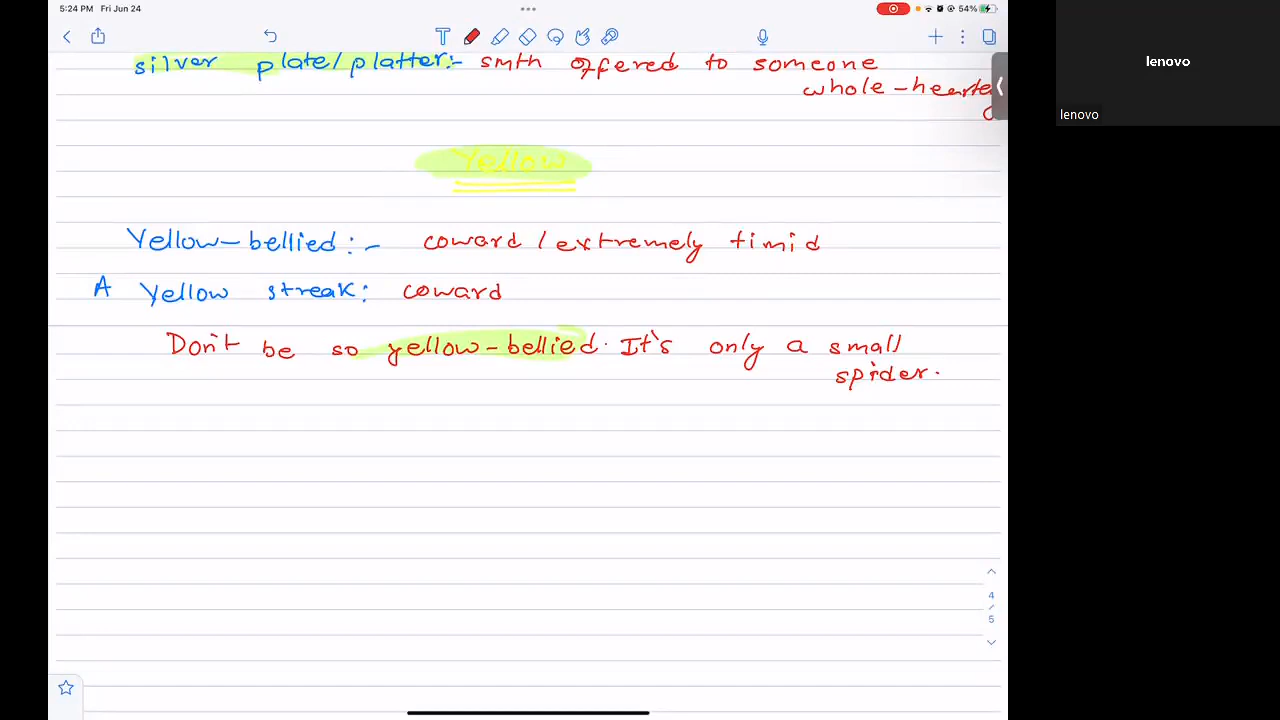 5:24 PM Fri Jun 24
54%
lenovo
lenovo
silver plate/platter:- smth offered to someone
whole-hearte
Yellow
Yellow-bellied:- coward/extremely timid
A Yellow streak: coward
Don't be so yellow-bellied. It's only a small
spider.
4
/
5